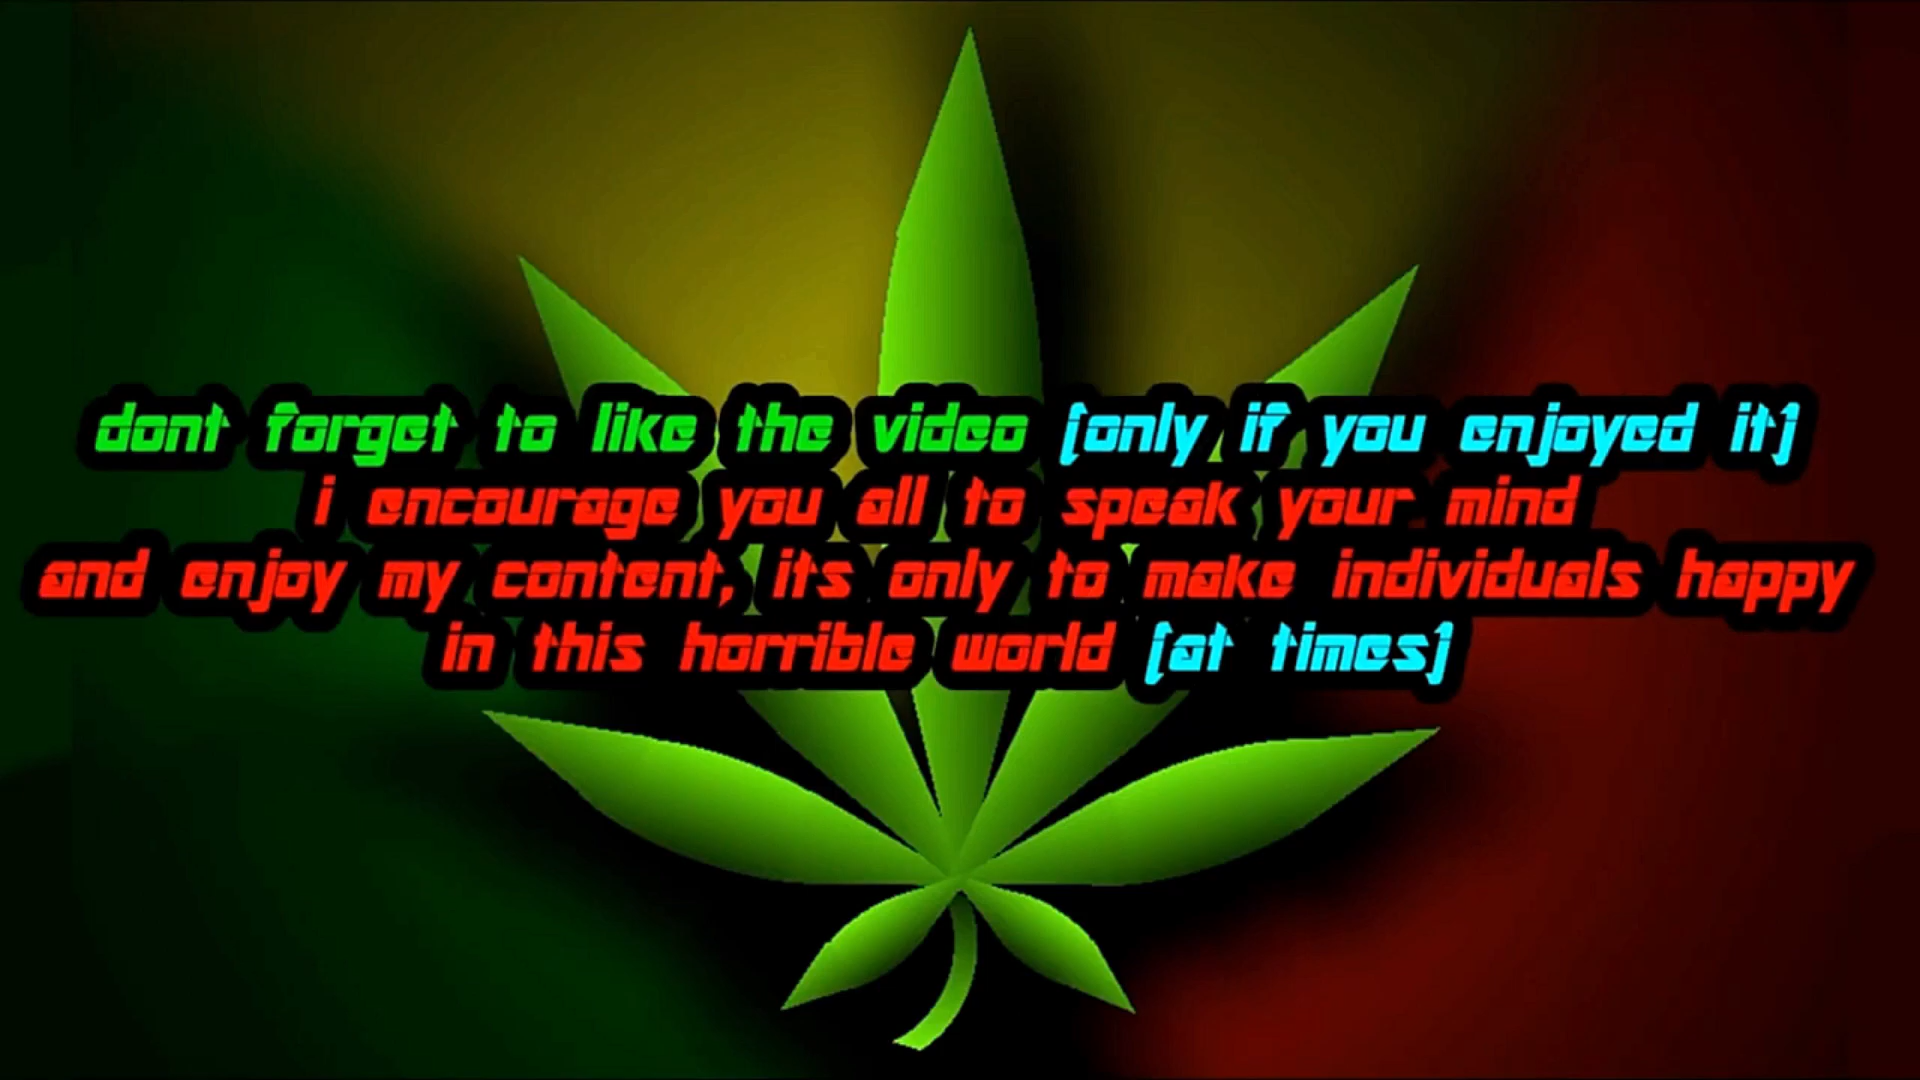 dont forget to like the video (only if you enjoyed it)
i encourage you all to speak your mind
and enjoy my content, its only to make individuals happy
in this horrible world (at times)